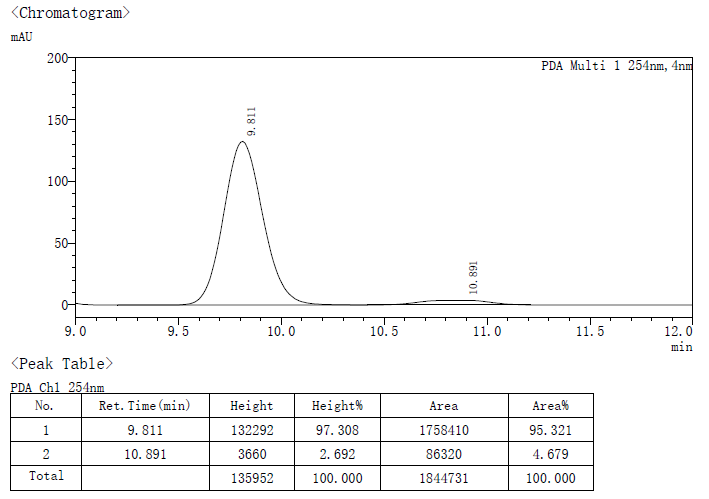 <Chromatogram>
mAU
200
PDA Multi 1 254nm,4nm
150
9.811
100
50
10.891
0
9.0 9.5 10.0 10.5 11.0 11.5 12.0
min
<Peak Table>
PDA Ch1 254nm
No. Ret.Time(min) Height Height% Area Area%
1 9.811 132292 97.308 1758410 95.321
2 10.891 3660 2.692 86320 4.679
Total 135952 100.000 1844731 100.000